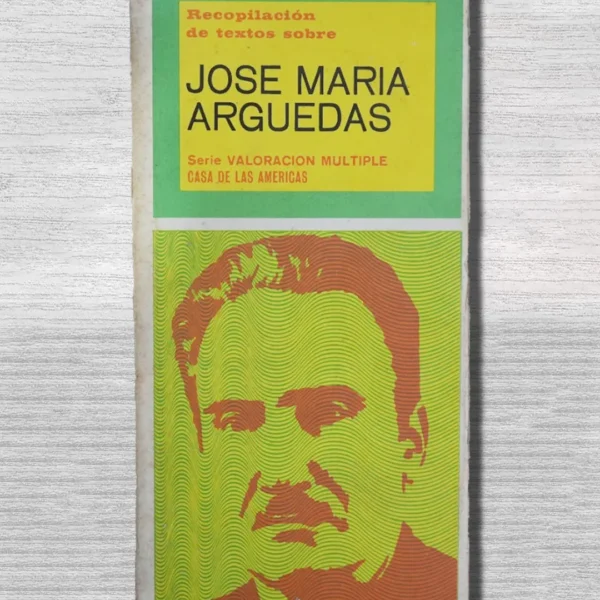 Recopilación
de textos sobre
JOSE MARIA
ARGUEDAS
Serie VALORACION MULTIPLE
CASA DE LAS AMERICAS